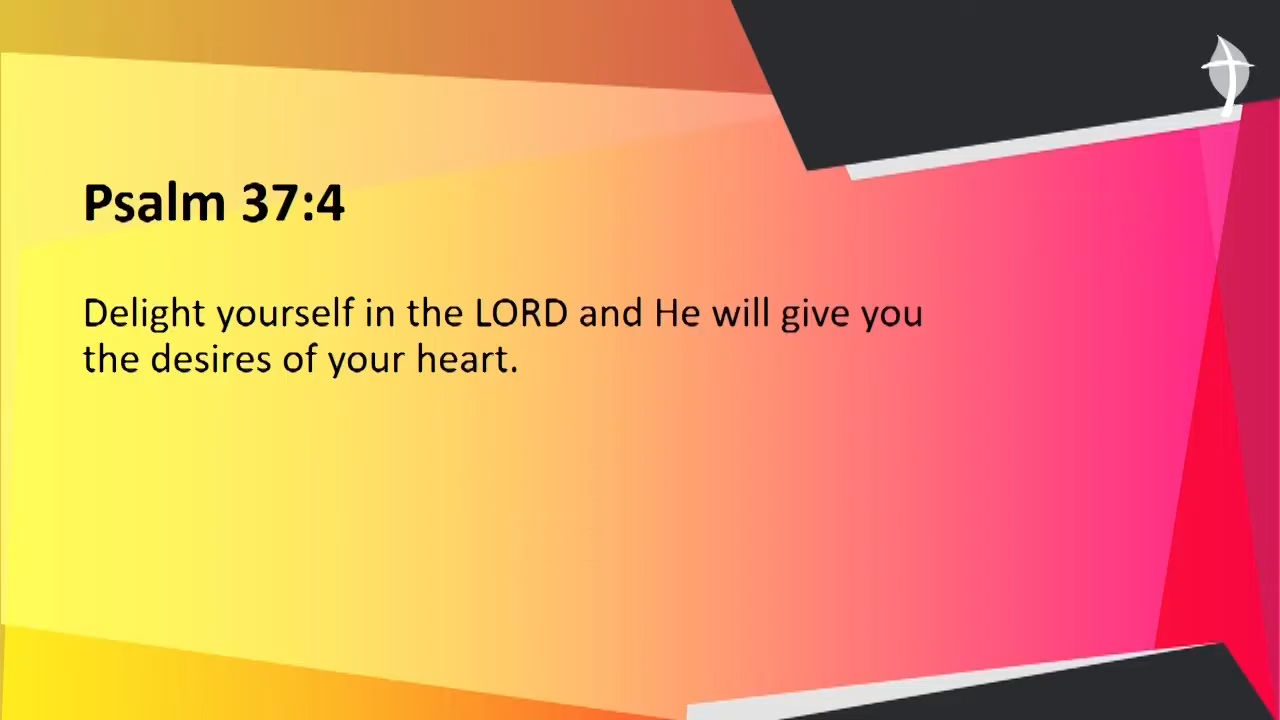 Psalm 37:4
Delight yourself in the LORD and He will give you
the desires of your heart.